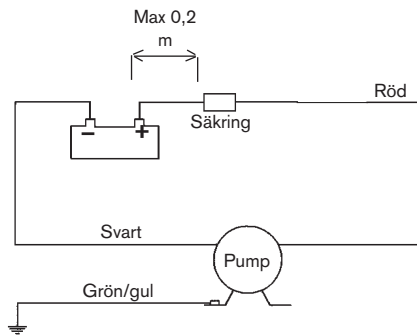 Max 0,2
m
Röd
− +
Säkring
Svart
Pump
Grön/gul